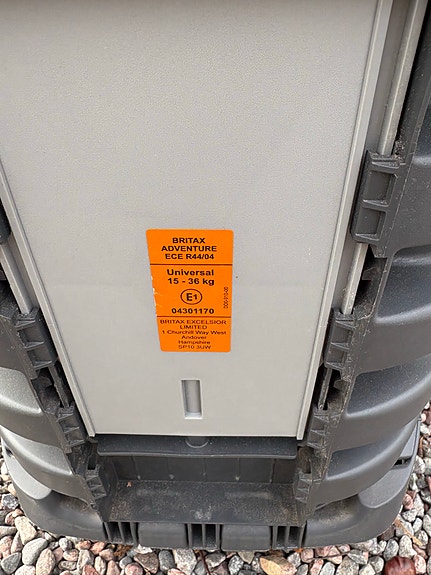 BRITAX
ADVENTURE
ECE R44/04
Universal
15 - 36 kg
E1
04301170
BRITAX EXCELSIOR
LIMITED
1 Churchill Way West
Andover
Hampshire
SP10 3UW